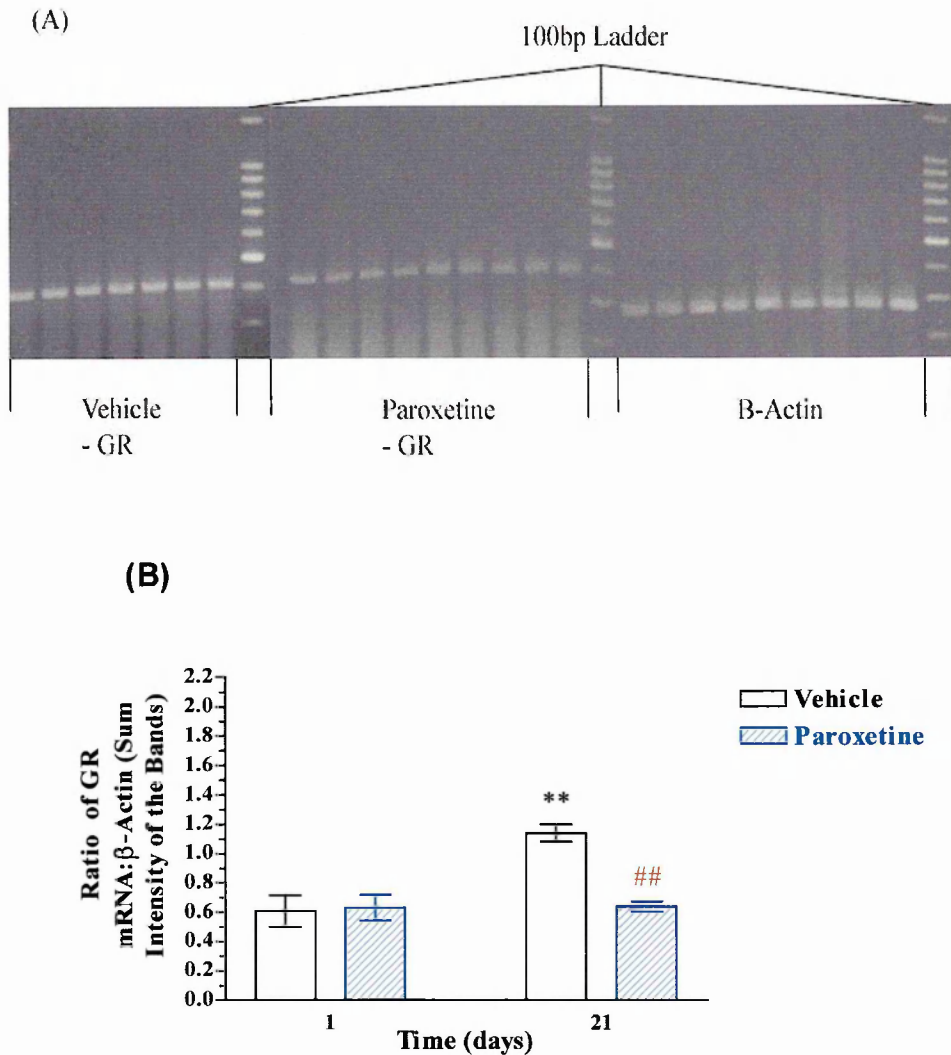 (A)
100bp Ladder
Vehicle
- GR
Paroxetine
- GR
B-Actin
(B)
Ratio of GR
mRNA:β-Actin (Sum
Intensity of the Bands)
2.2
2.0
1.8
1.6
1.4
1.2
1.0
0.8
0.6
0.4
0.2
0.0
**
##
1
21
Time (days)
Vehicle
Paroxetine